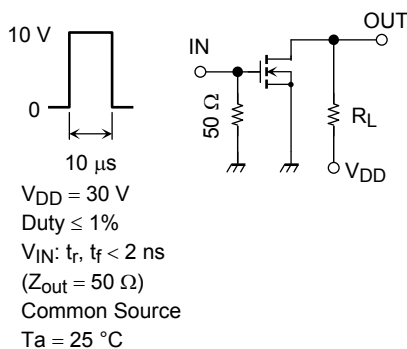 10 V
0
10 μs
IN
50 Ω
OUT
RL
VDD
VDD = 30 V
Duty ≤ 1%
VIN: tr, tf < 2 ns
(Zout = 50 Ω)
Common Source
Ta = 25 °C